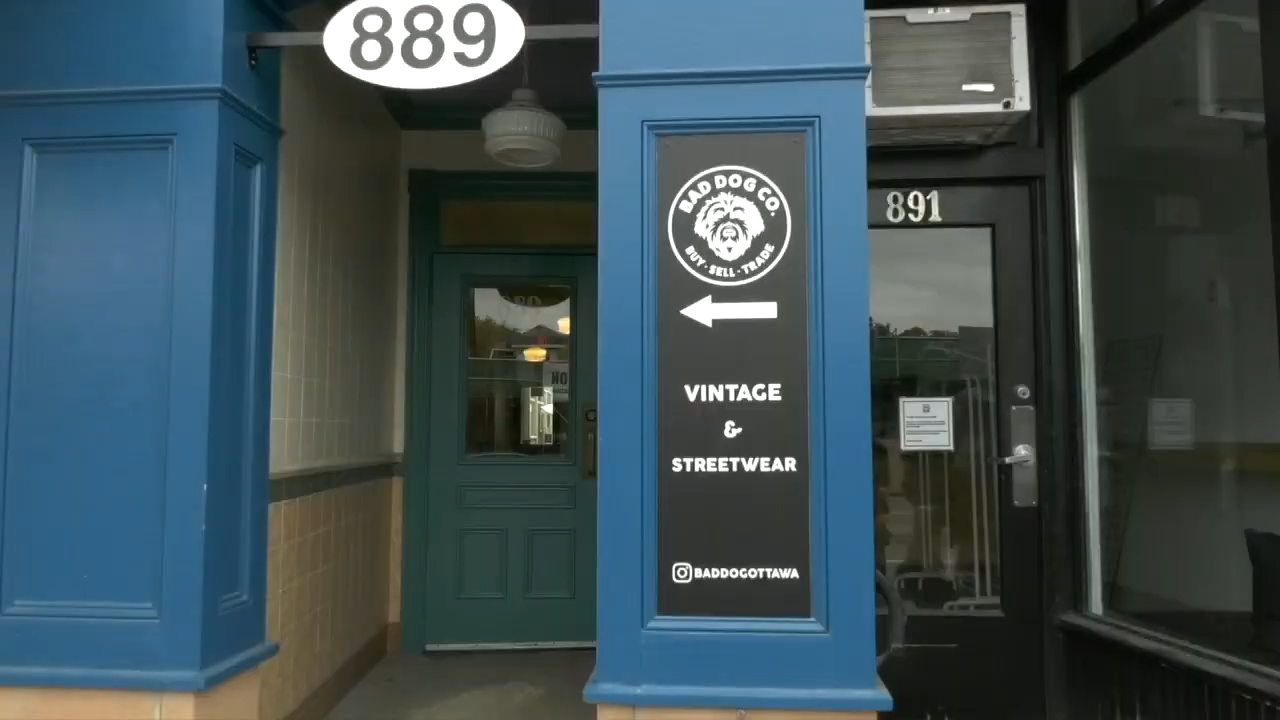 889
BAD DOG CO.
BUY · SELL · TRADE
VINTAGE
&
STREETWEAR
BADDOGOTTAWA
891